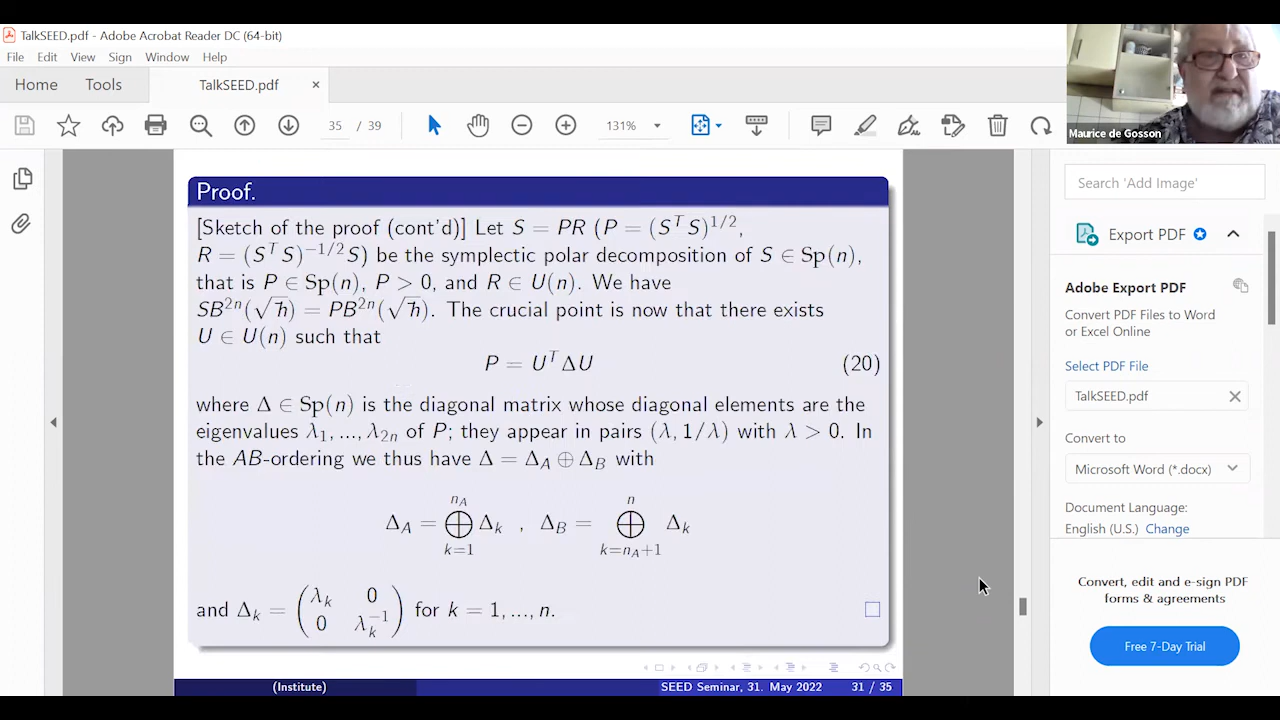 TalkSEED.pdf - Adobe Acrobat Reader DC (64-bit)
File Edit View Sign Window Help
Home Tools TalkSEED.pdf ×
35 / 39 131%
Maurice de Gosson
Proof.
[Sketch of the proof (cont'd)] Let S = PR (P = (S^T S)^{1/2},
R = (S^T S)^{-1/2} S) be the symplectic polar decomposition of S ∈ Sp(n),
that is P ∈ Sp(n), P > 0, and R ∈ U(n). We have
SB^{2n}(√ħ) = PB^{2n}(√ħ). The crucial point is now that there exists
U ∈ U(n) such that
P = U^T ΔU (20)
where Δ ∈ Sp(n) is the diagonal matrix whose diagonal elements are the
eigenvalues λ_1, ..., λ_{2n} of P; they appear in pairs (λ, 1/λ) with λ > 0. In
the AB-ordering we thus have Δ = Δ_A ⊕ Δ_B with
Δ_A = ⊕_{k=1}^{n_A} Δ_k , Δ_B = ⊕_{k=n_A+1}^{n} Δ_k
and Δ_k = (λ_k 0 0 λ_k^{-1}) for k = 1, ..., n.
(Institute) SEED Seminar, 31. May 2022 31 / 35
Search 'Add Image'
Export PDF
Adobe Export PDF
Convert PDF Files to Word
or Excel Online
Select PDF File
TalkSEED.pdf
Convert to
Microsoft Word (*.docx)
Document Language:
English (U.S.) Change
Convert, edit and e-sign PDF
forms & agreements
Free 7-Day Trial